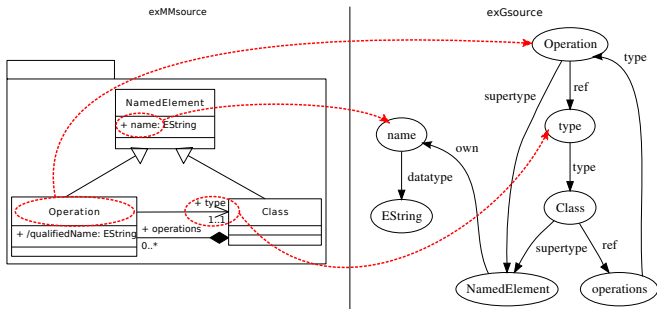 exMMsource
exGsource
NamedElement
+ name: EString
Operation
+ /qualifiedName: EString
+ type
1..1
+ operations
0..*
Class
Operation
type
supertype
ref
name
type
own
datatype
type
EString
Class
supertype
ref
NamedElement
operations